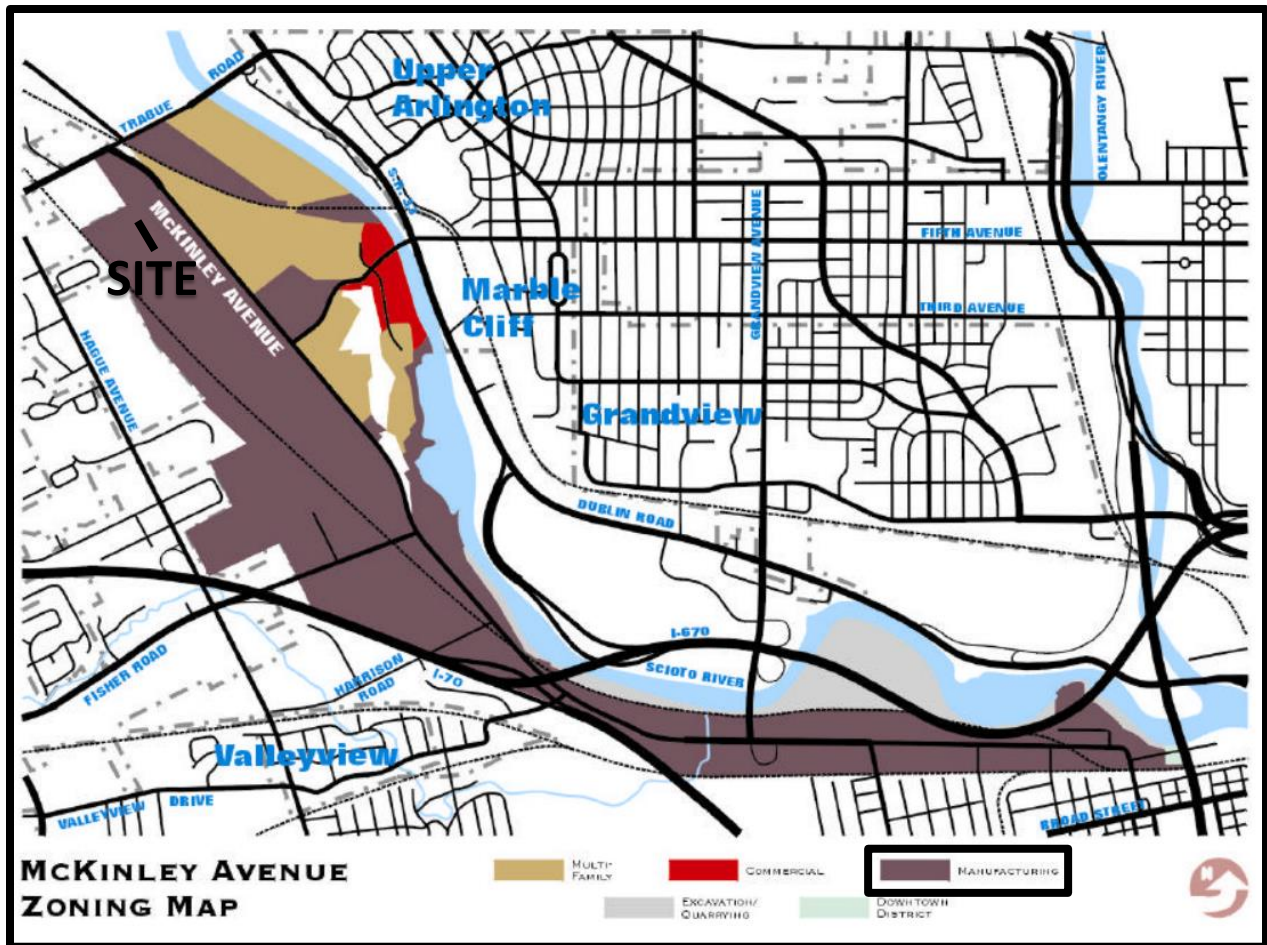 Upper
Arlington
TRABUE
ROAD
OLENTANGY RIVER
S.R. 33
McKINLEY AVENUE
SITE
GRANDVIEW AVENUE
FIFTH AVENUE
Marble
Cliff
THIRD AVENUE
HAGUE AVENUE
Grandview
DUBLIN ROAD
I-670
SCIOTO RIVER
FISHER ROAD
HARRISON
ROAD
I-70
Valleyview
VALLEYVIEW DRIVE
BROAD STREET
McKINLEY AVENUE
ZONING MAP
MULTI-
FAMILY
COMMERCIAL
MANUFACTURING
EXCAVATION/
QUARRYING
DOWNTOWN
DISTRICT
N